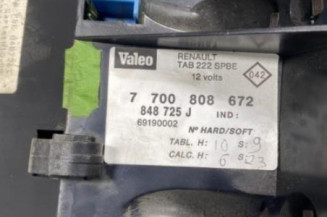 Valeo
RENAULT
TAB 222 SPBE
12 volts
042
7 700 808 672
848 725 J IND :
69190002 Nº HARD/SOFT
TABL. H: 10 S: 9
CALC. H: 6 S: 23